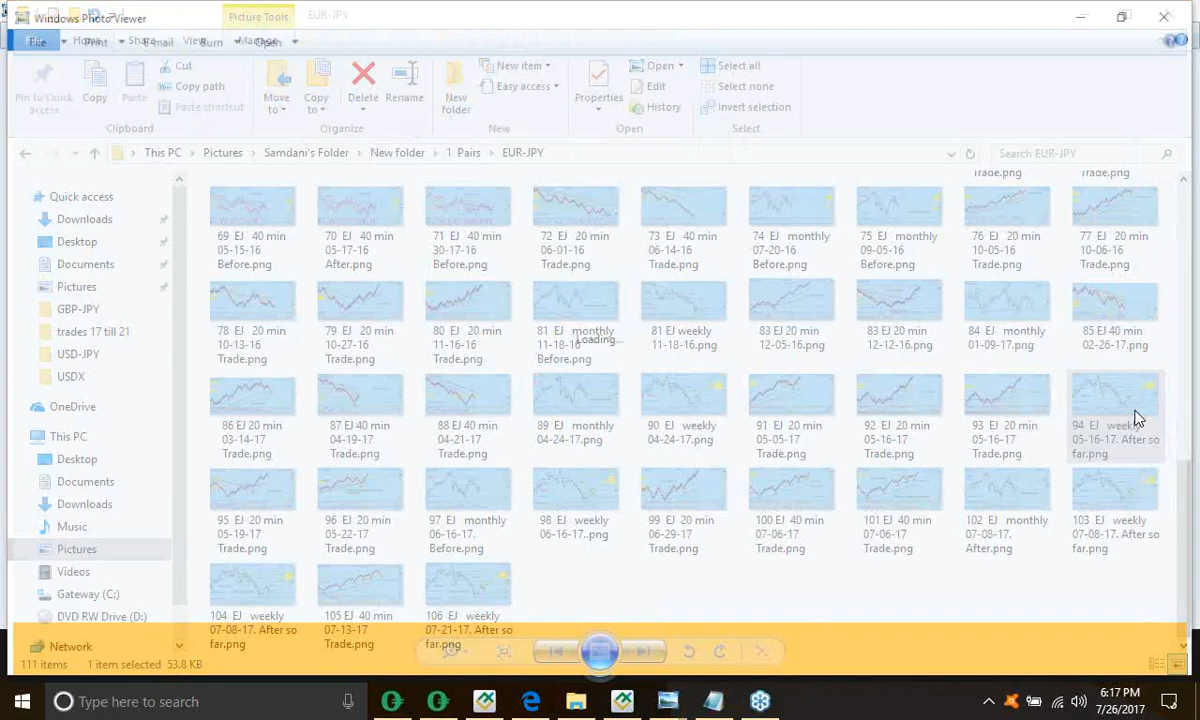 Windows Photo Viewer
Picture Tools
EUR-JPY
File
Home
Print
Share
E-mail
View
Burn
Manage
Open
Pin to Quick access
Copy
Paste
Cut
Copy path
Paste shortcut
Clipboard
Move to
Copy to
Delete
Rename
Organize
New folder
New item
Easy access
New
Properties
Open
Edit
History
Open
Select all
Select none
Invert selection
Select
This PC > Pictures > Samdani's Folder > New folder > 1 Pairs > EUR-JPY
Search EUR-JPY
Quick access
Downloads
Desktop
Documents
Pictures
GBP-JPY
trades 17 till 21
USD-JPY
USDX
OneDrive
This PC
Desktop
Downloads
Documents
Music
Pictures
Videos
Gateway (C:)
DVD RW Drive (D:)
Network
Trade.png
Trade.png
69 EJ 40 min
05-15-16
Before.png
70 EJ 40 min
05-17-16
After.png
71 EJ 40 min
30-17-16
Before.png
72 EJ 20 min
06-01-16
Trade.png
73 EJ 40 min
06-14-16
Trade.png
74 EJ monthly
07-20-16
Before.png
75 EJ monthly
09-05-16
Before.png
76 EJ 20 min
10-05-16
Trade.png
77 EJ 20 min
10-06-16
Trade.png
78 EJ 20 min
10-13-16
Trade.png
79 EJ 20 min
10-27-16
Trade.png
80 EJ 20 min
11-16-16
Trade.png
81 EJ monthly
11-18-16
Before.png
Loading...
81 EJ weekly
11-18-16.png
83 EJ 20 min
12-05-16.png
83 EJ 20 min
12-12-16.png
84 EJ monthly
01-09-17.png
85 EJ 40 min
02-26-17.png
86 EJ 20 min
03-14-17
Trade.png
87 EJ 40 min
04-19-17
Trade.png
88 EJ 40 min
04-21-17
Trade.png
89 EJ monthly
04-24-17.png
90 EJ weekly
04-24-17.png
91 EJ 20 min
05-05-17
Trade.png
92 EJ 20 min
05-16-17
Trade.png
93 EJ 20 min
05-16-17
Trade.png
94 EJ weekly
05-16-17. After so
far.png
95 EJ 20 min
05-19-17
Trade.png
96 EJ 20 min
05-22-17
Trade.png
97 EJ monthly
06-16-17.
Before.png
98 EJ weekly
06-16-17..png
99 EJ 20 min
06-29-17
Trade.png
100 EJ 40 min
07-06-17
Trade.png
101 EJ 40 min
07-06-17
Trade.png
102 EJ monthly
07-08-17.
After.png
103 EJ weekly
07-08-17. After so
far.png
104 EJ weekly
07-08-17. After so
far.png
105 EJ 40 min
07-13-17
Trade.png
106 EJ weekly
07-21-17. After so
far.png
111 items
1 item selected 53.8 KB
Type here to search
6:17 PM
7/26/2017